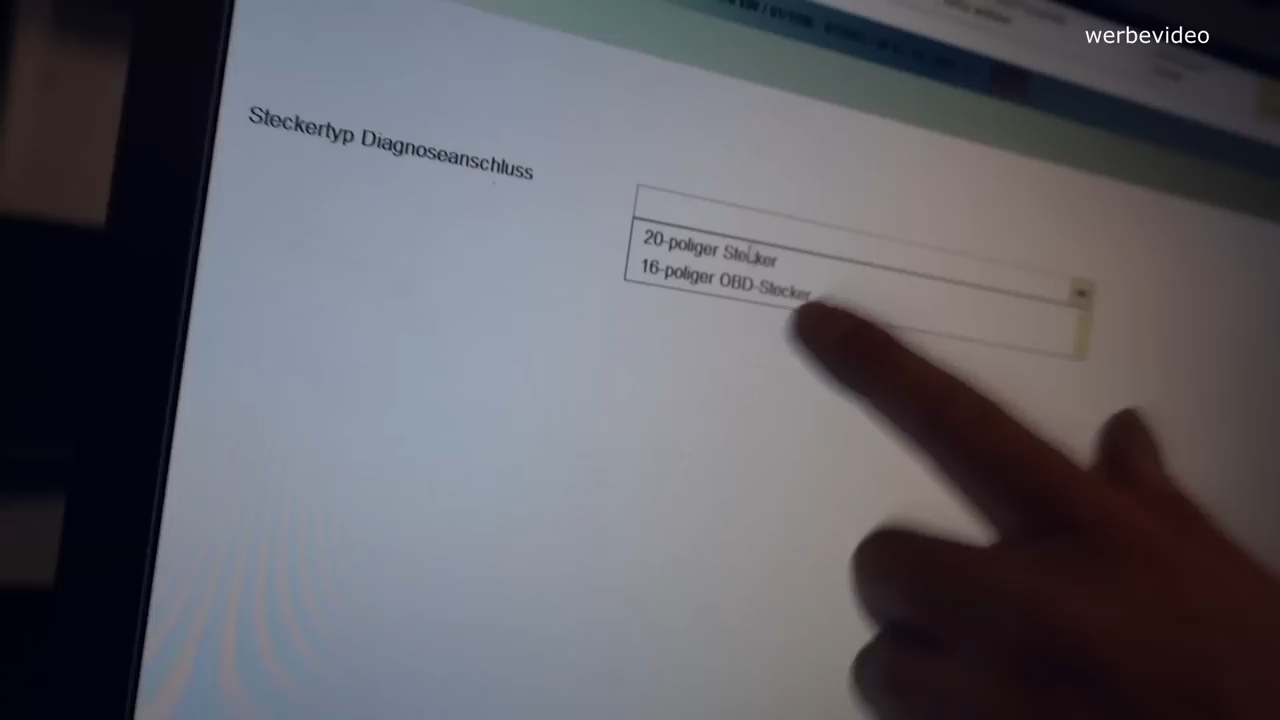 werbevideo
Steckertyp Diagnoseanschluss
20-poliger Stecker
16-poliger OBD-Stecker